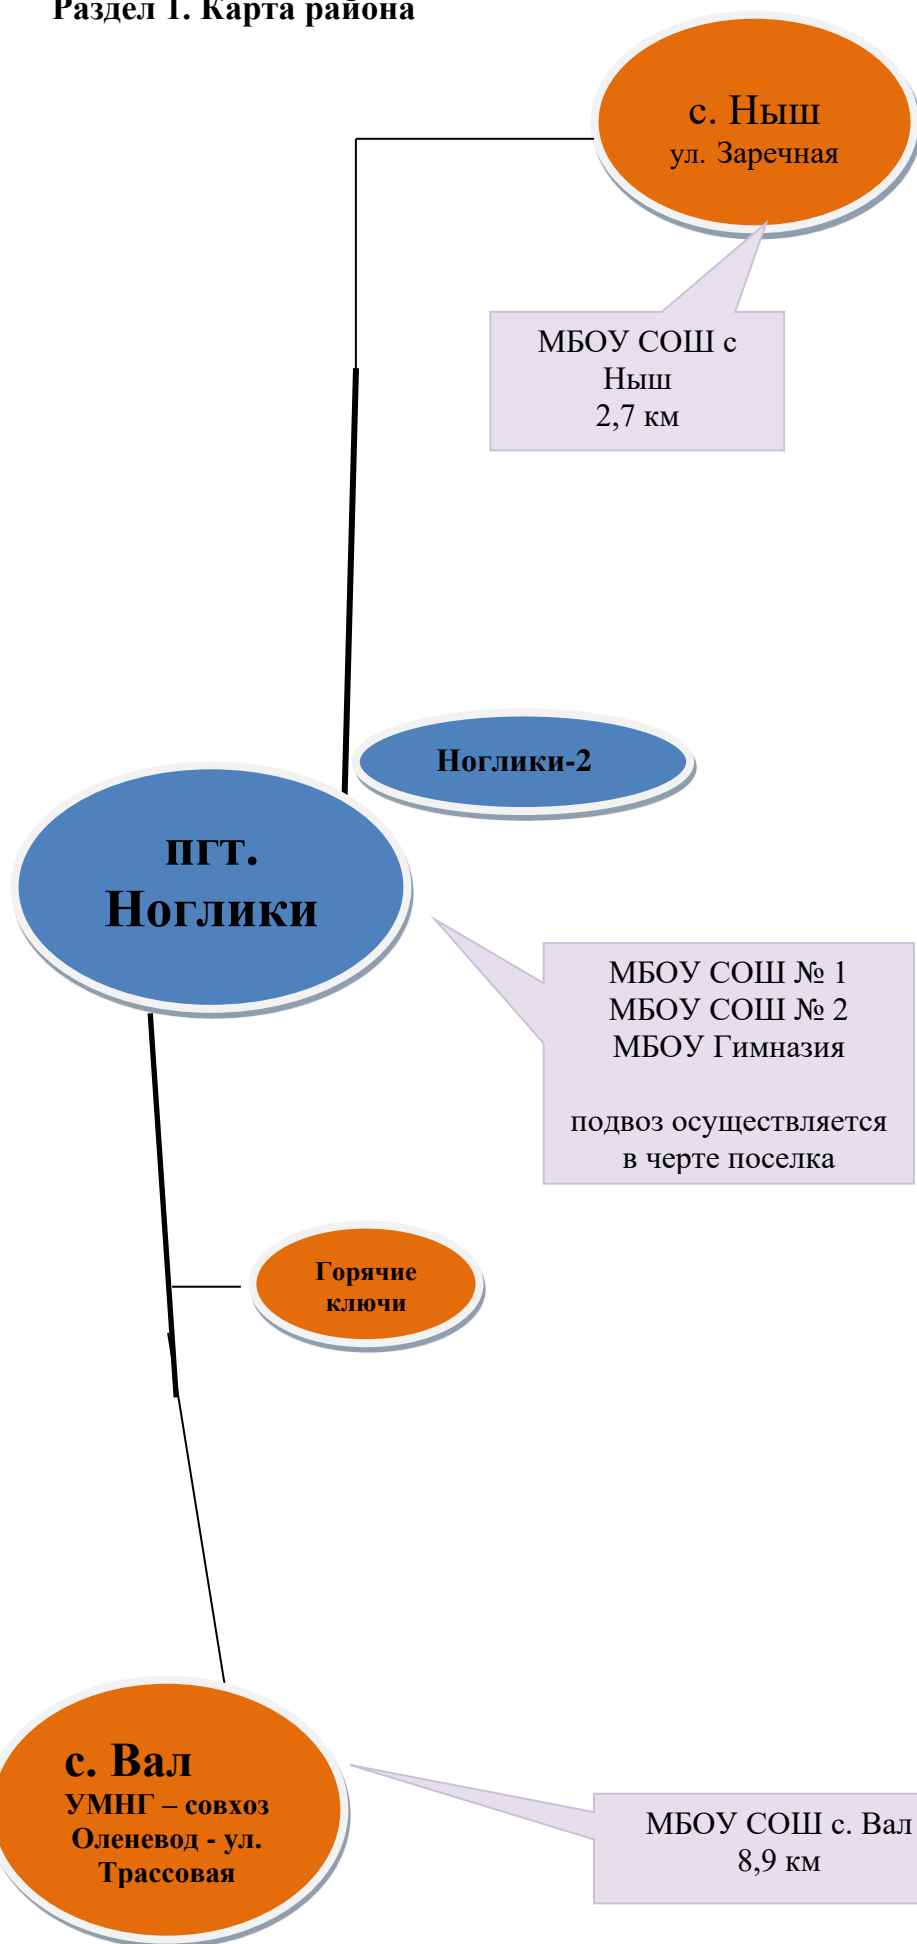 Раздел 1. Карта района
с. Ныш
ул. Заречная
МБОУ СОШ с
Ныш
2,7 км
Ноглики-2
пгт.
Ноглики
МБОУ СОШ № 1
МБОУ СОШ № 2
МБОУ Гимназия
подвоз осуществляется
в черте поселка
Горячие
ключи
с. Вал
УМНГ – совхоз
Оленевод - ул.
Трассовая
МБОУ СОШ с. Вал
8,9 км